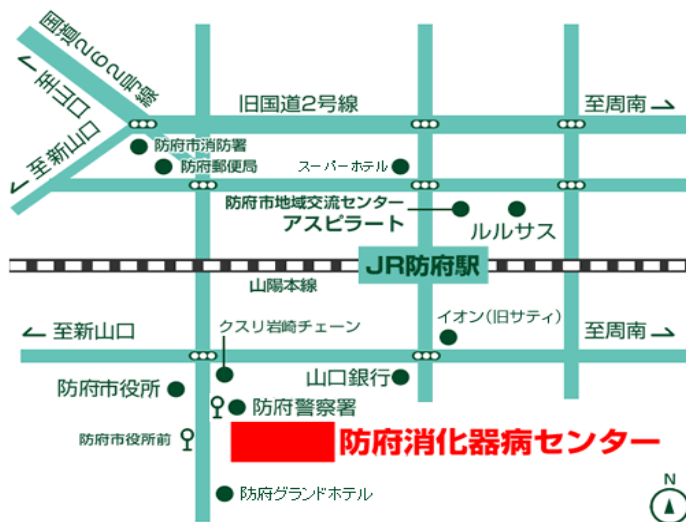 国道262号線
至山口
至新山口
旧国道2号線
至周南
防府市消防署
防府郵便局
スーパーホテル
防府市地域交流センター
アスピラート
ルルサス
JR防府駅
山陽本線
至新山口
クスリ岩崎チェーン
イオン(旧サティ)
至周南
防府市役所
山口銀行
防府警察署
防府市役所前
防府消化器病センター
防府グランドホテル
N